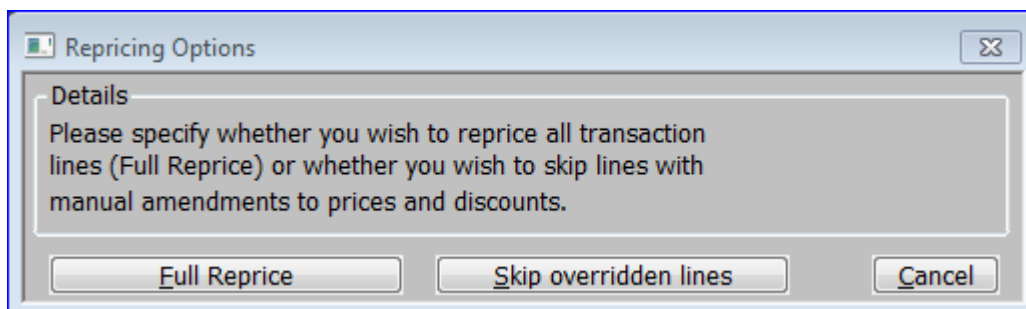 Repricing Options
Details
Please specify whether you wish to reprice all transaction
lines (Full Reprice) or whether you wish to skip lines with
manual amendments to prices and discounts.
Full Reprice
Skip overridden lines
Cancel